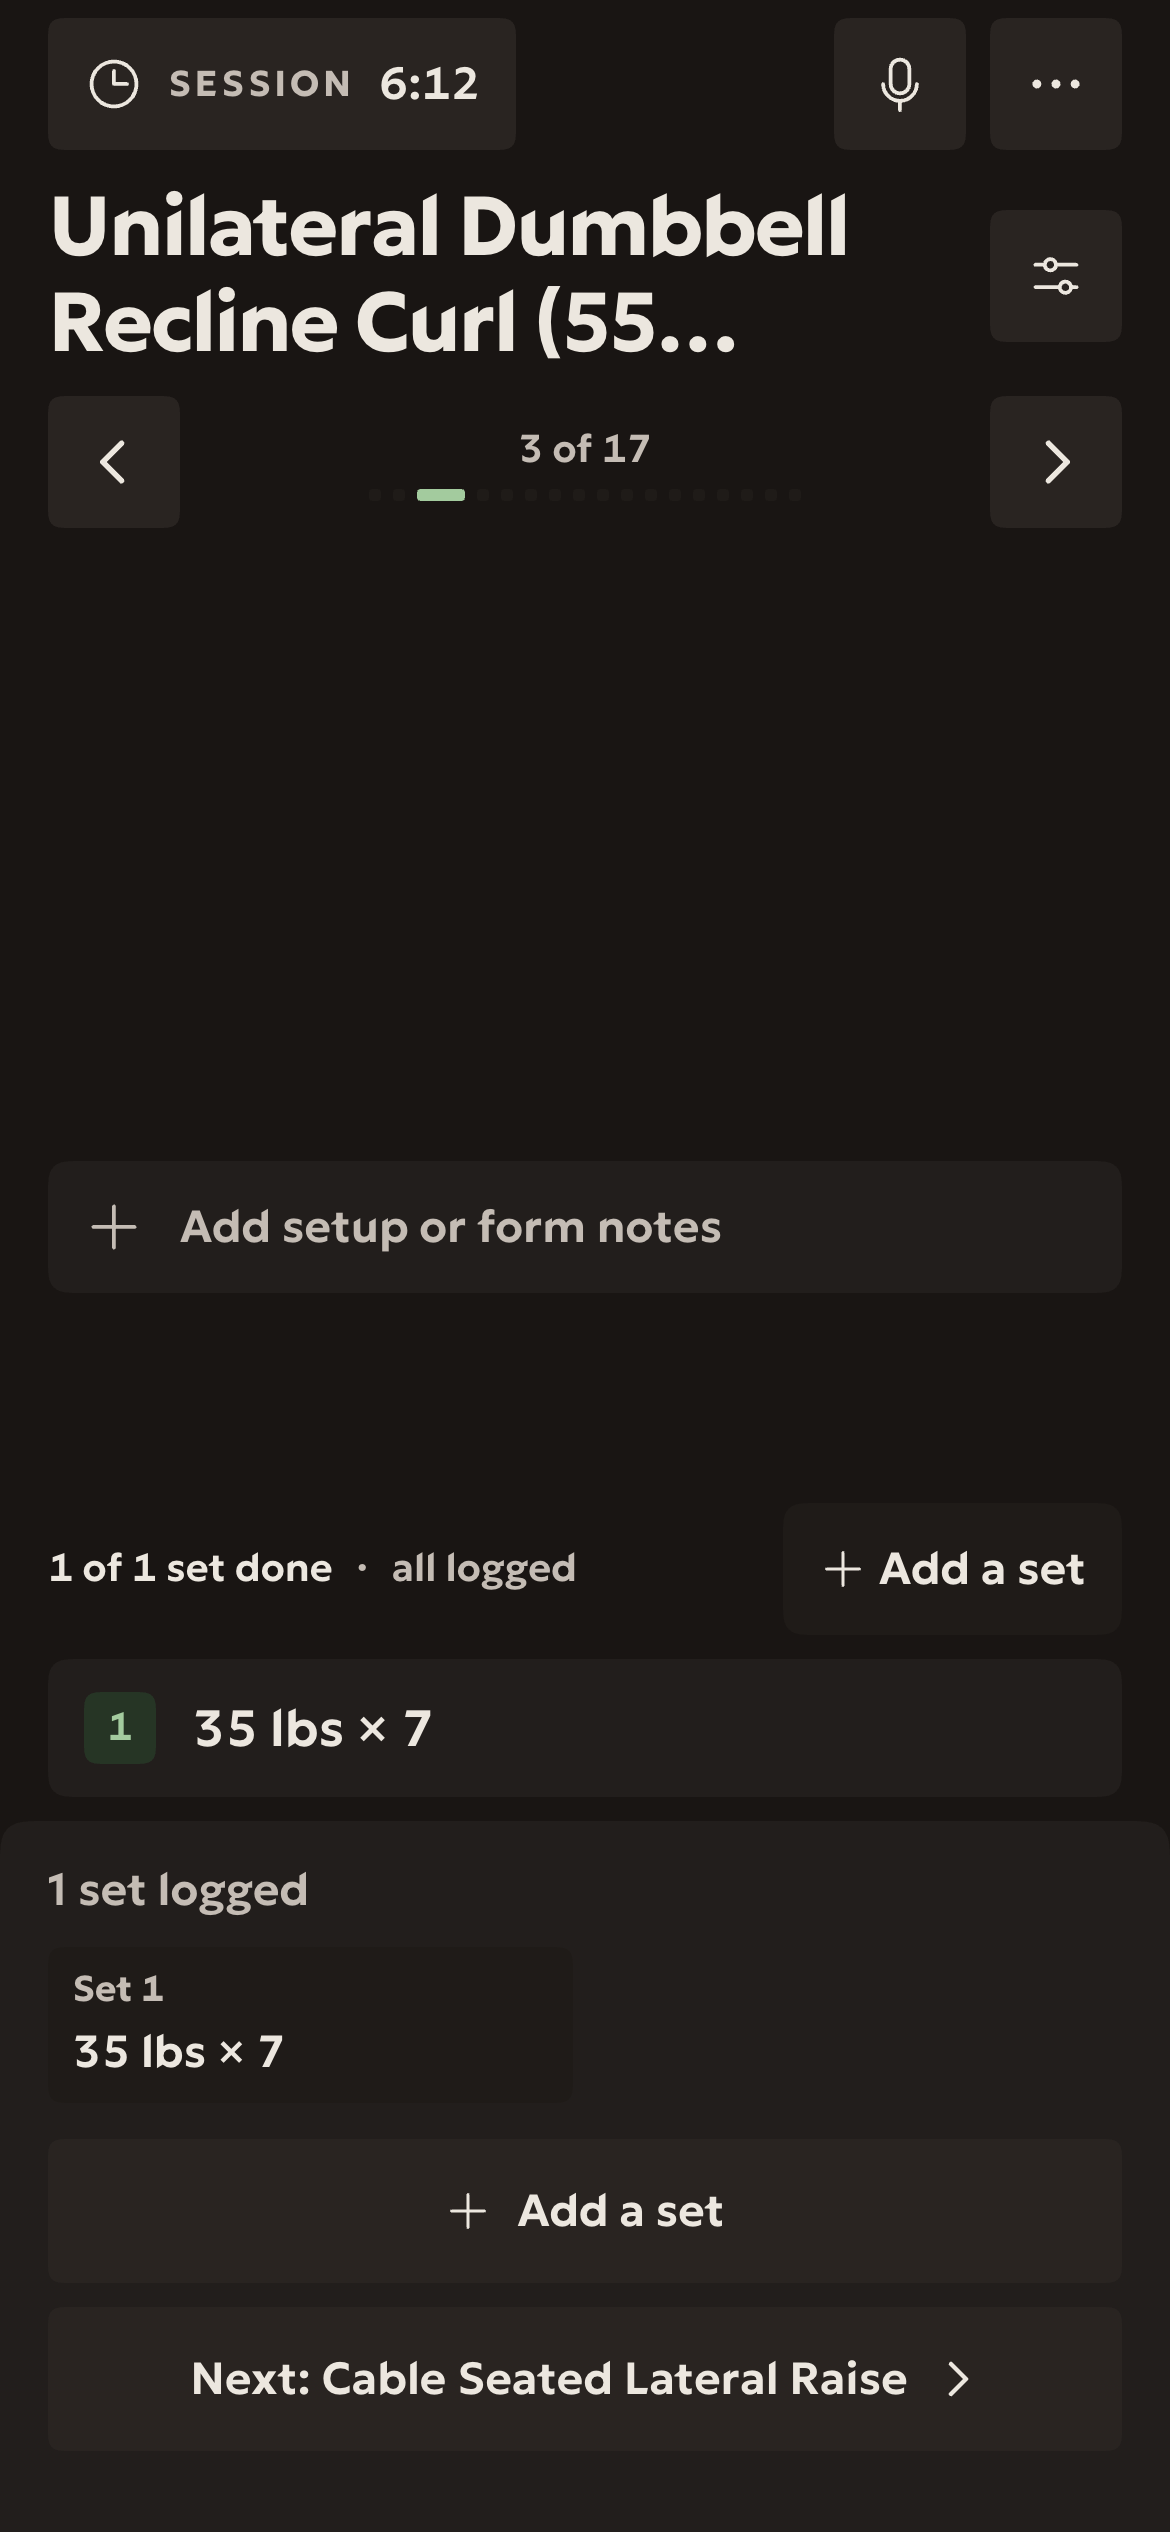 SESSION 6:12
Unilateral Dumbbell
Recline Curl (55...
3 of 17
Add setup or form notes
1 of 1 set done · all logged
Add a set
1 35 lbs × 7
1 set logged
Set 1
35 lbs × 7
Add a set
Next: Cable Seated Lateral Raise